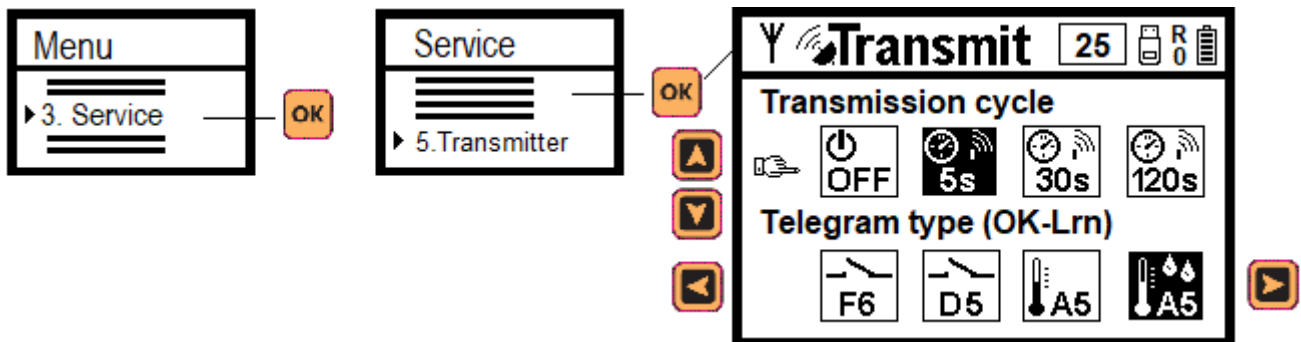 Menu
3. Service
OK
Service
5.Transmitter
OK
Transmit 25 R 0
Transmission cycle
OFF 5s 30s 120s
Telegram type (OK-Lrn)
F6 D5 A5 A5